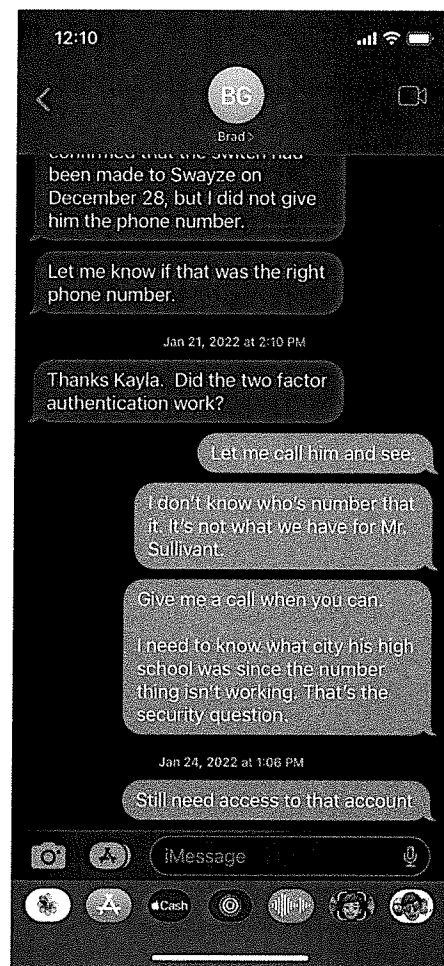 12:10
BG
Brad >
confirmed that the switch had
been made to Swayze on
December 28, but I did not give
him the phone number.
Let me know if that was the right
phone number.
Jan 21, 2022 at 2:10 PM
Thanks Kayla. Did the two factor
authentication work?
Let me call him and see.
I don't know who's number that
it. It's not what we have for Mr.
Sullivant.
Give me a call when you can.
I need to know what city his high
school was since the number
thing isn't working. That's the
security question.
Jan 24, 2022 at 1:06 PM
Still need access to that account
iMessage
Cash